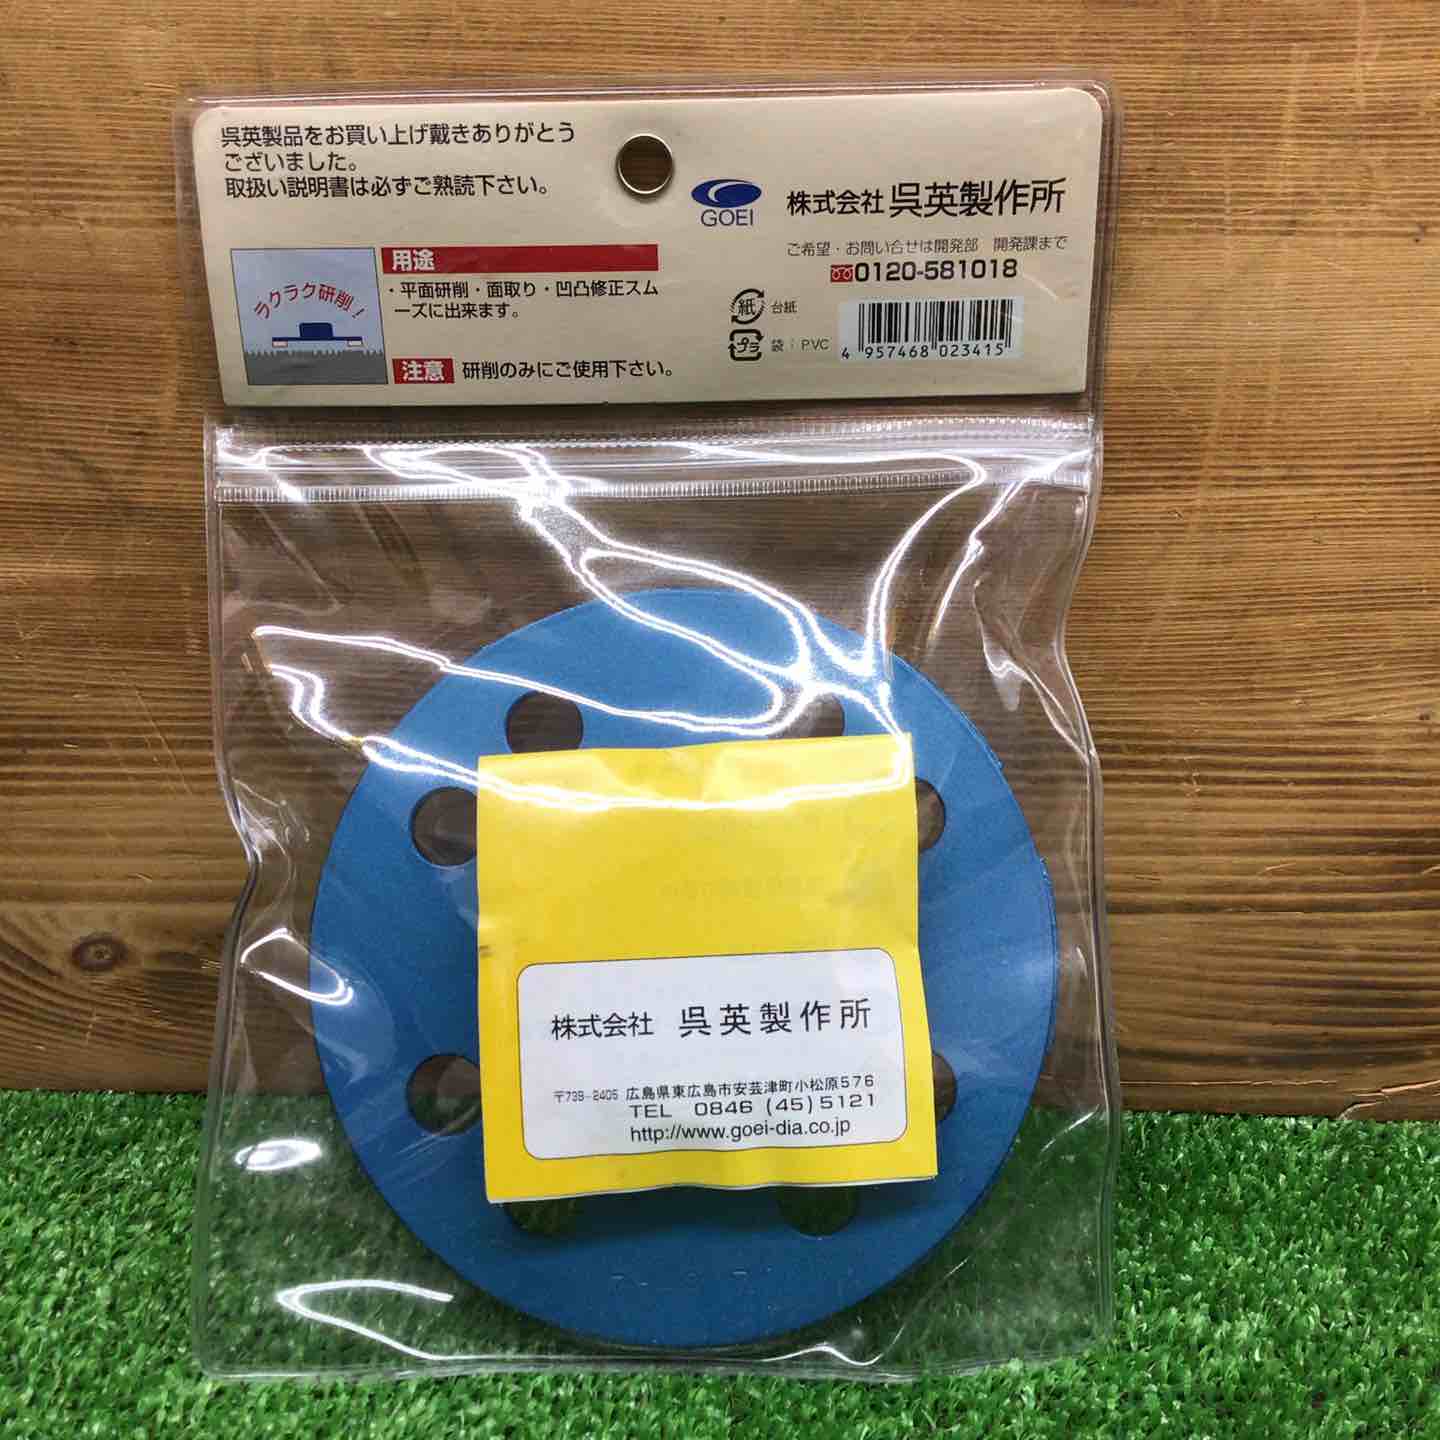 呉英製品をお買い上げ戴きありがとう
ございました。
取扱い説明書は必ずご熟読下さい。
GOEI
株式会社 呉英製作所
ご希望・お問い合せは開発部 開発課まで
0120-581018
ラクラク研削!
用途
・平面研削・面取り・凹凸修正スム
ーズに出来ます。
注意 研削のみにご使用下さい。
紙 台紙
プラ 袋：PVC
4 957468 023415
株式会社 呉英製作所
〒739-2405 広島県東広島市安芸津町小松原576
TEL 0846 (45) 5121
http://www.goei-dia.co.jp